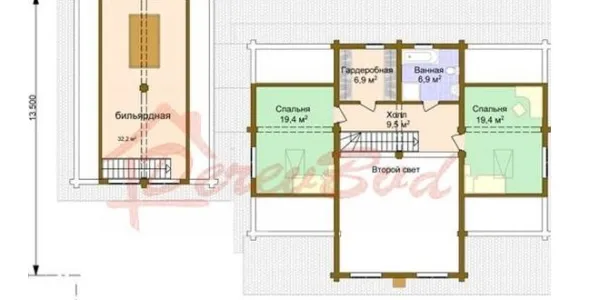 Гардеробная
6,9 м²
Ванная
6,9 м²
13.500
бильярдная
32,2 м²
Спальня
19,4 м²
Холл
9,5 м²
Спальня
19,4 м²
Второй свет
BerevBud